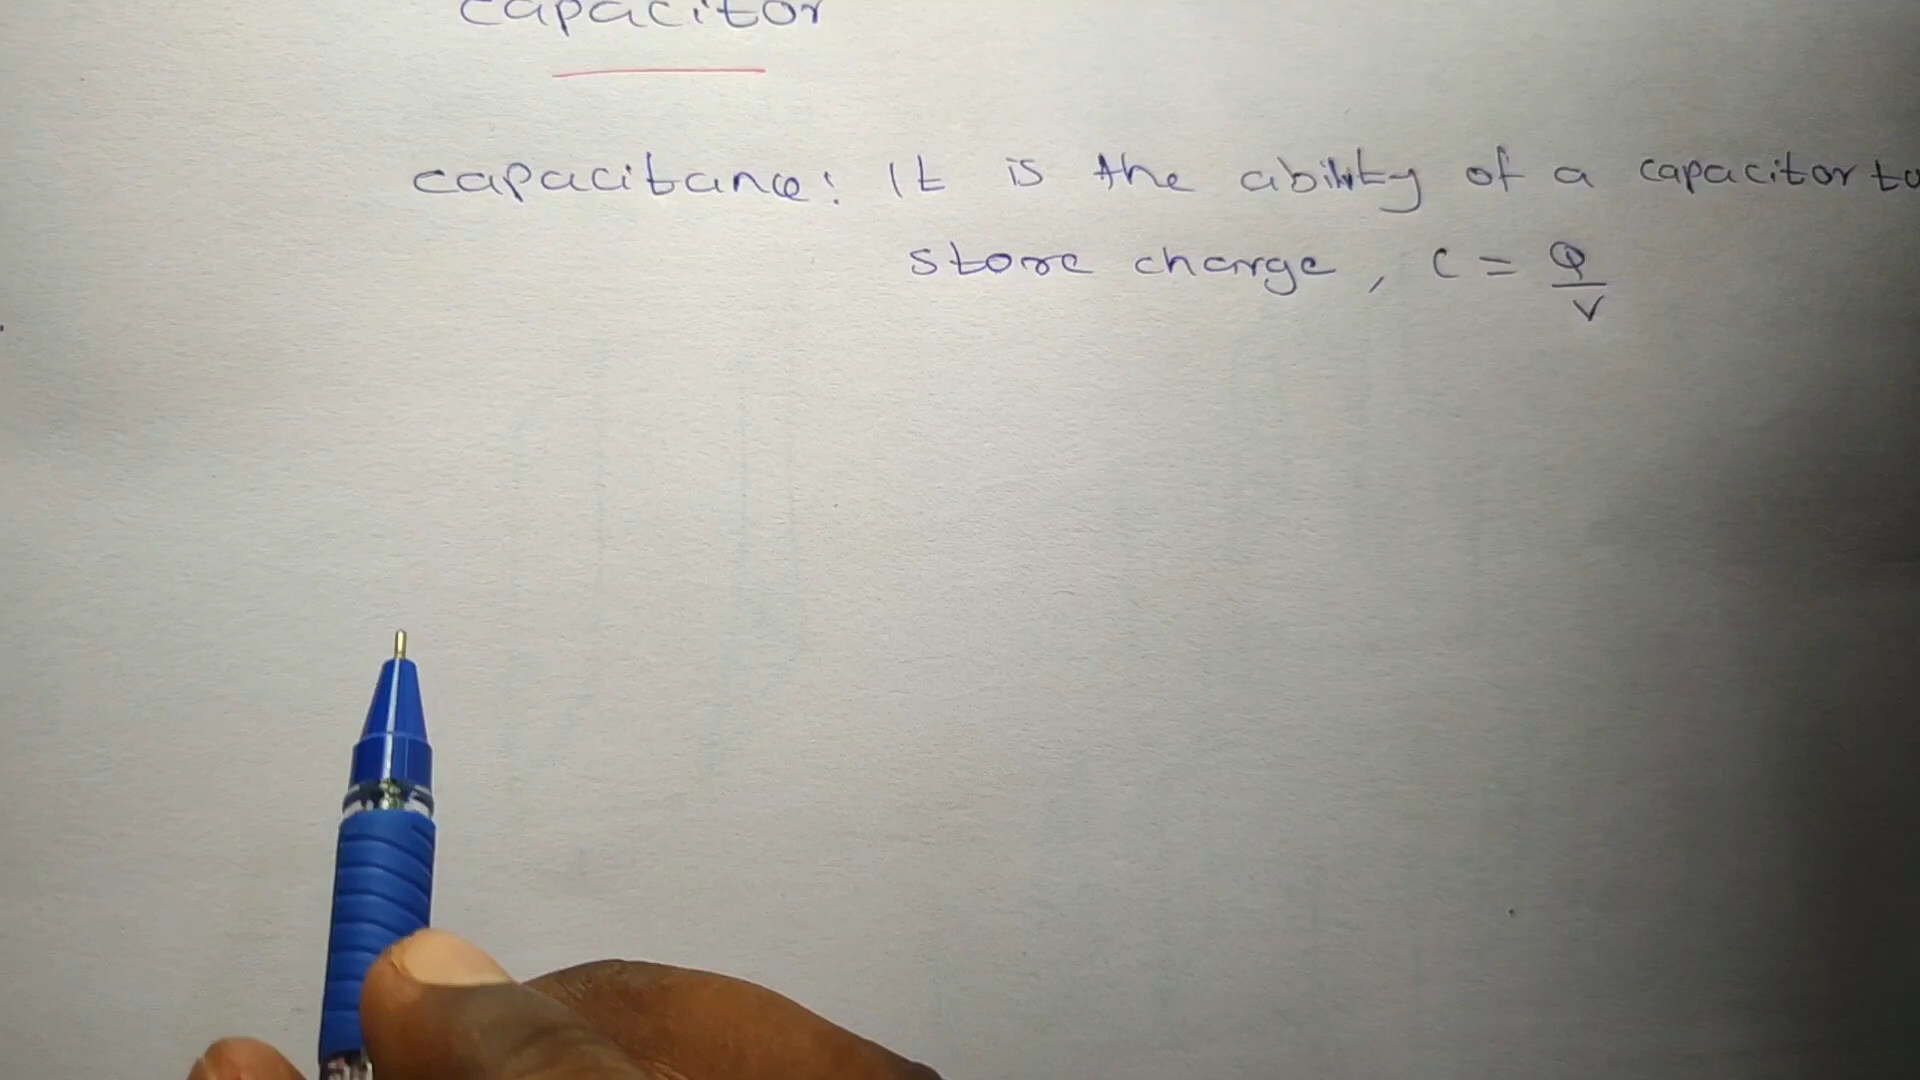 capacitor
capacitance: It is the ability of a capacitor to
store charge, C = Q/V